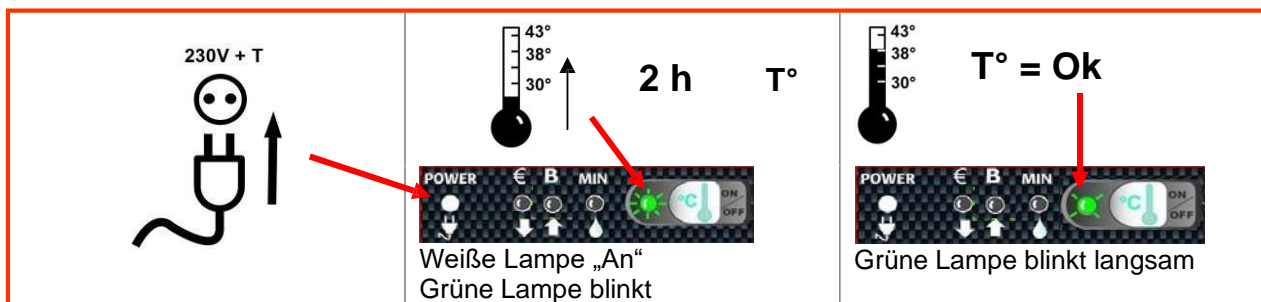 230V + T
43°
38°
30°
2 h T°
POWER € B MIN
°C ON OFF
Weiße Lampe „An“
Grüne Lampe blinkt
43°
38°
30°
T° = Ok
POWER € B MIN
°C ON OFF
Grüne Lampe blinkt langsam